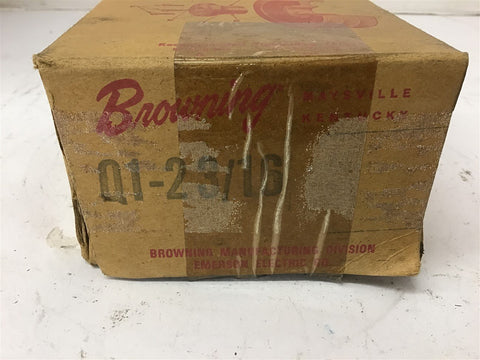 Browning
MAYSVILLE
KENTUCKY
Q1-2 3/16
BROWNING MANUFACTURING DIVISION
EMERSON ELECTRIC CO.